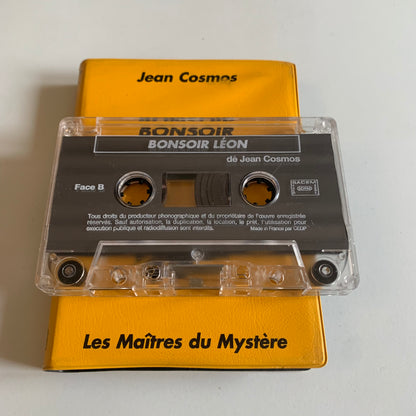 Jean Cosmos
BONSOIR
BONSOIR LÉON
de Jean Cosmos
Face B
SACEM
Tous droits du producteur phonographique et du propriétaire de l'œuvre enregistrée
réservés. Sauf autorisation, la duplication, la location, le prêt, l'utilisation pour
exécution publique et radiodiffusion sont interdits.
Made in France par
Les Maîtres du Mystère